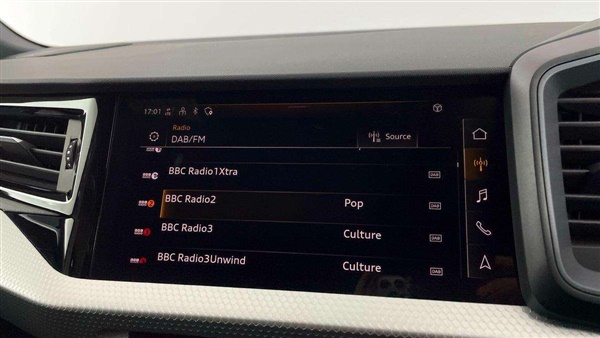 17:01
Radio
DAB/FM
Source
BBC Radio1Xtra
DAB
BBC Radio2
Pop
DAB
BBC Radio3
Culture
DAB
BBC Radio3Unwind
Culture
DAB